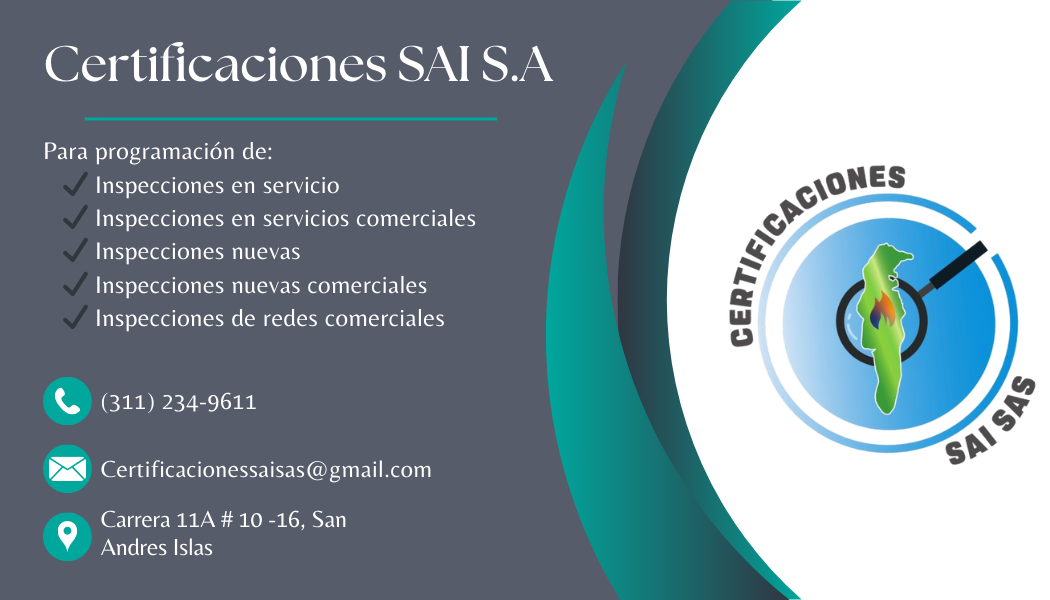 Certificaciones SAI S.A
Para programación de:
Inspecciones en servicio
Inspecciones en servicios comerciales
Inspecciones nuevas
Inspecciones nuevas comerciales
Inspecciones de redes comerciales
(311) 234-9611
Certificacionessaisas@gmail.com
Carrera 11A # 10 -16, San
Andres Islas
CERTIFICACIONES
SAI SAS